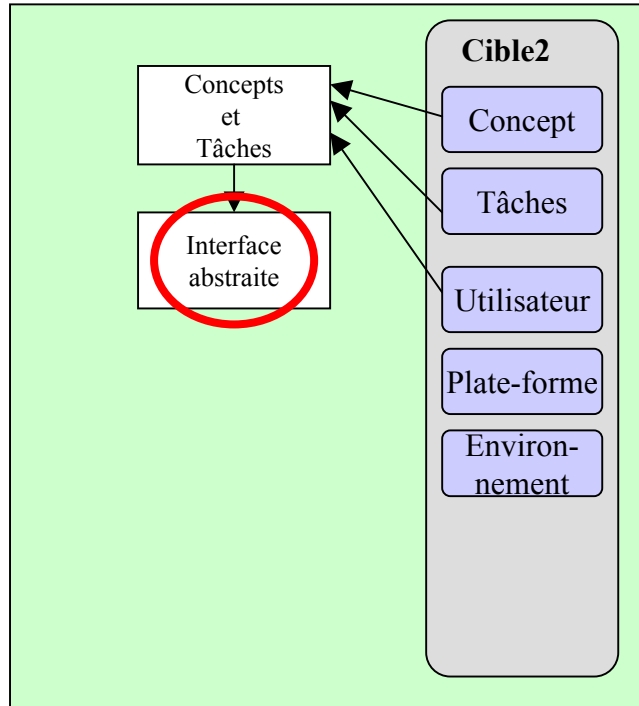 Cible2
Concepts
et
Tâches
Concept
Tâches
Interface
abstraite
Utilisateur
Plate-forme
Environ-
nement